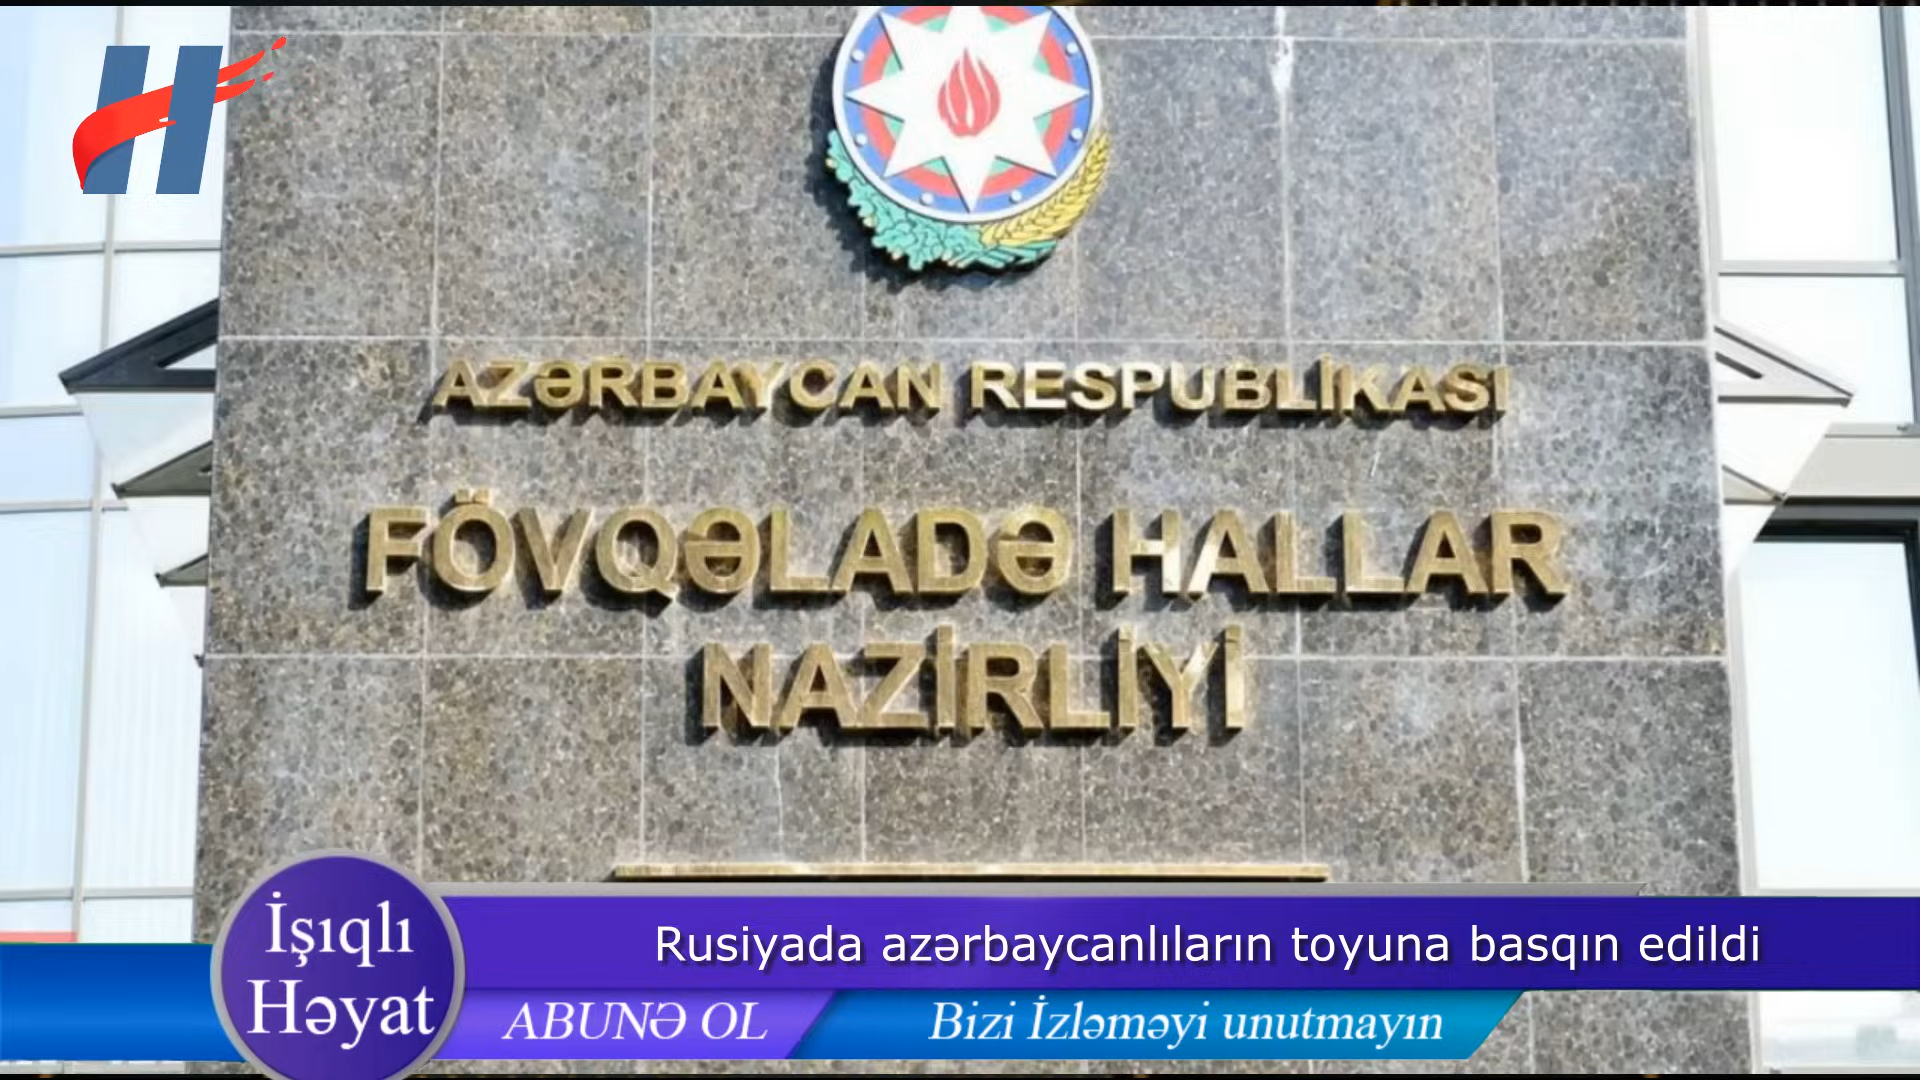 H
AZƏRBAYCAN RESPUBLİKASI
FÖVQƏLADƏ HALLAR
NAZİRLİYİ
İşıqlı
Həyat
Rusiyada azərbaycanlıların toyuna basqın edildi
ABUNƏ OL
Bizi İzləməyi unutmayın